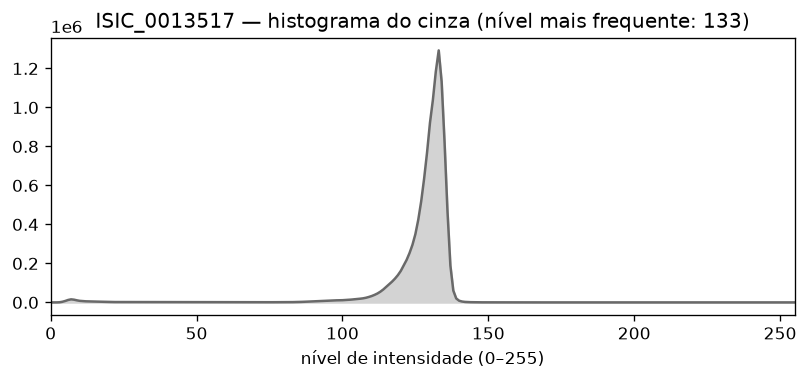 ISIC_0013517 — histograma do cinza (nível mais frequente: 133)
1e6
1.2
1.0
0.8
0.6
0.4
0.2
0.0
0 50 100 150 200 250
nível de intensidade (0–255)